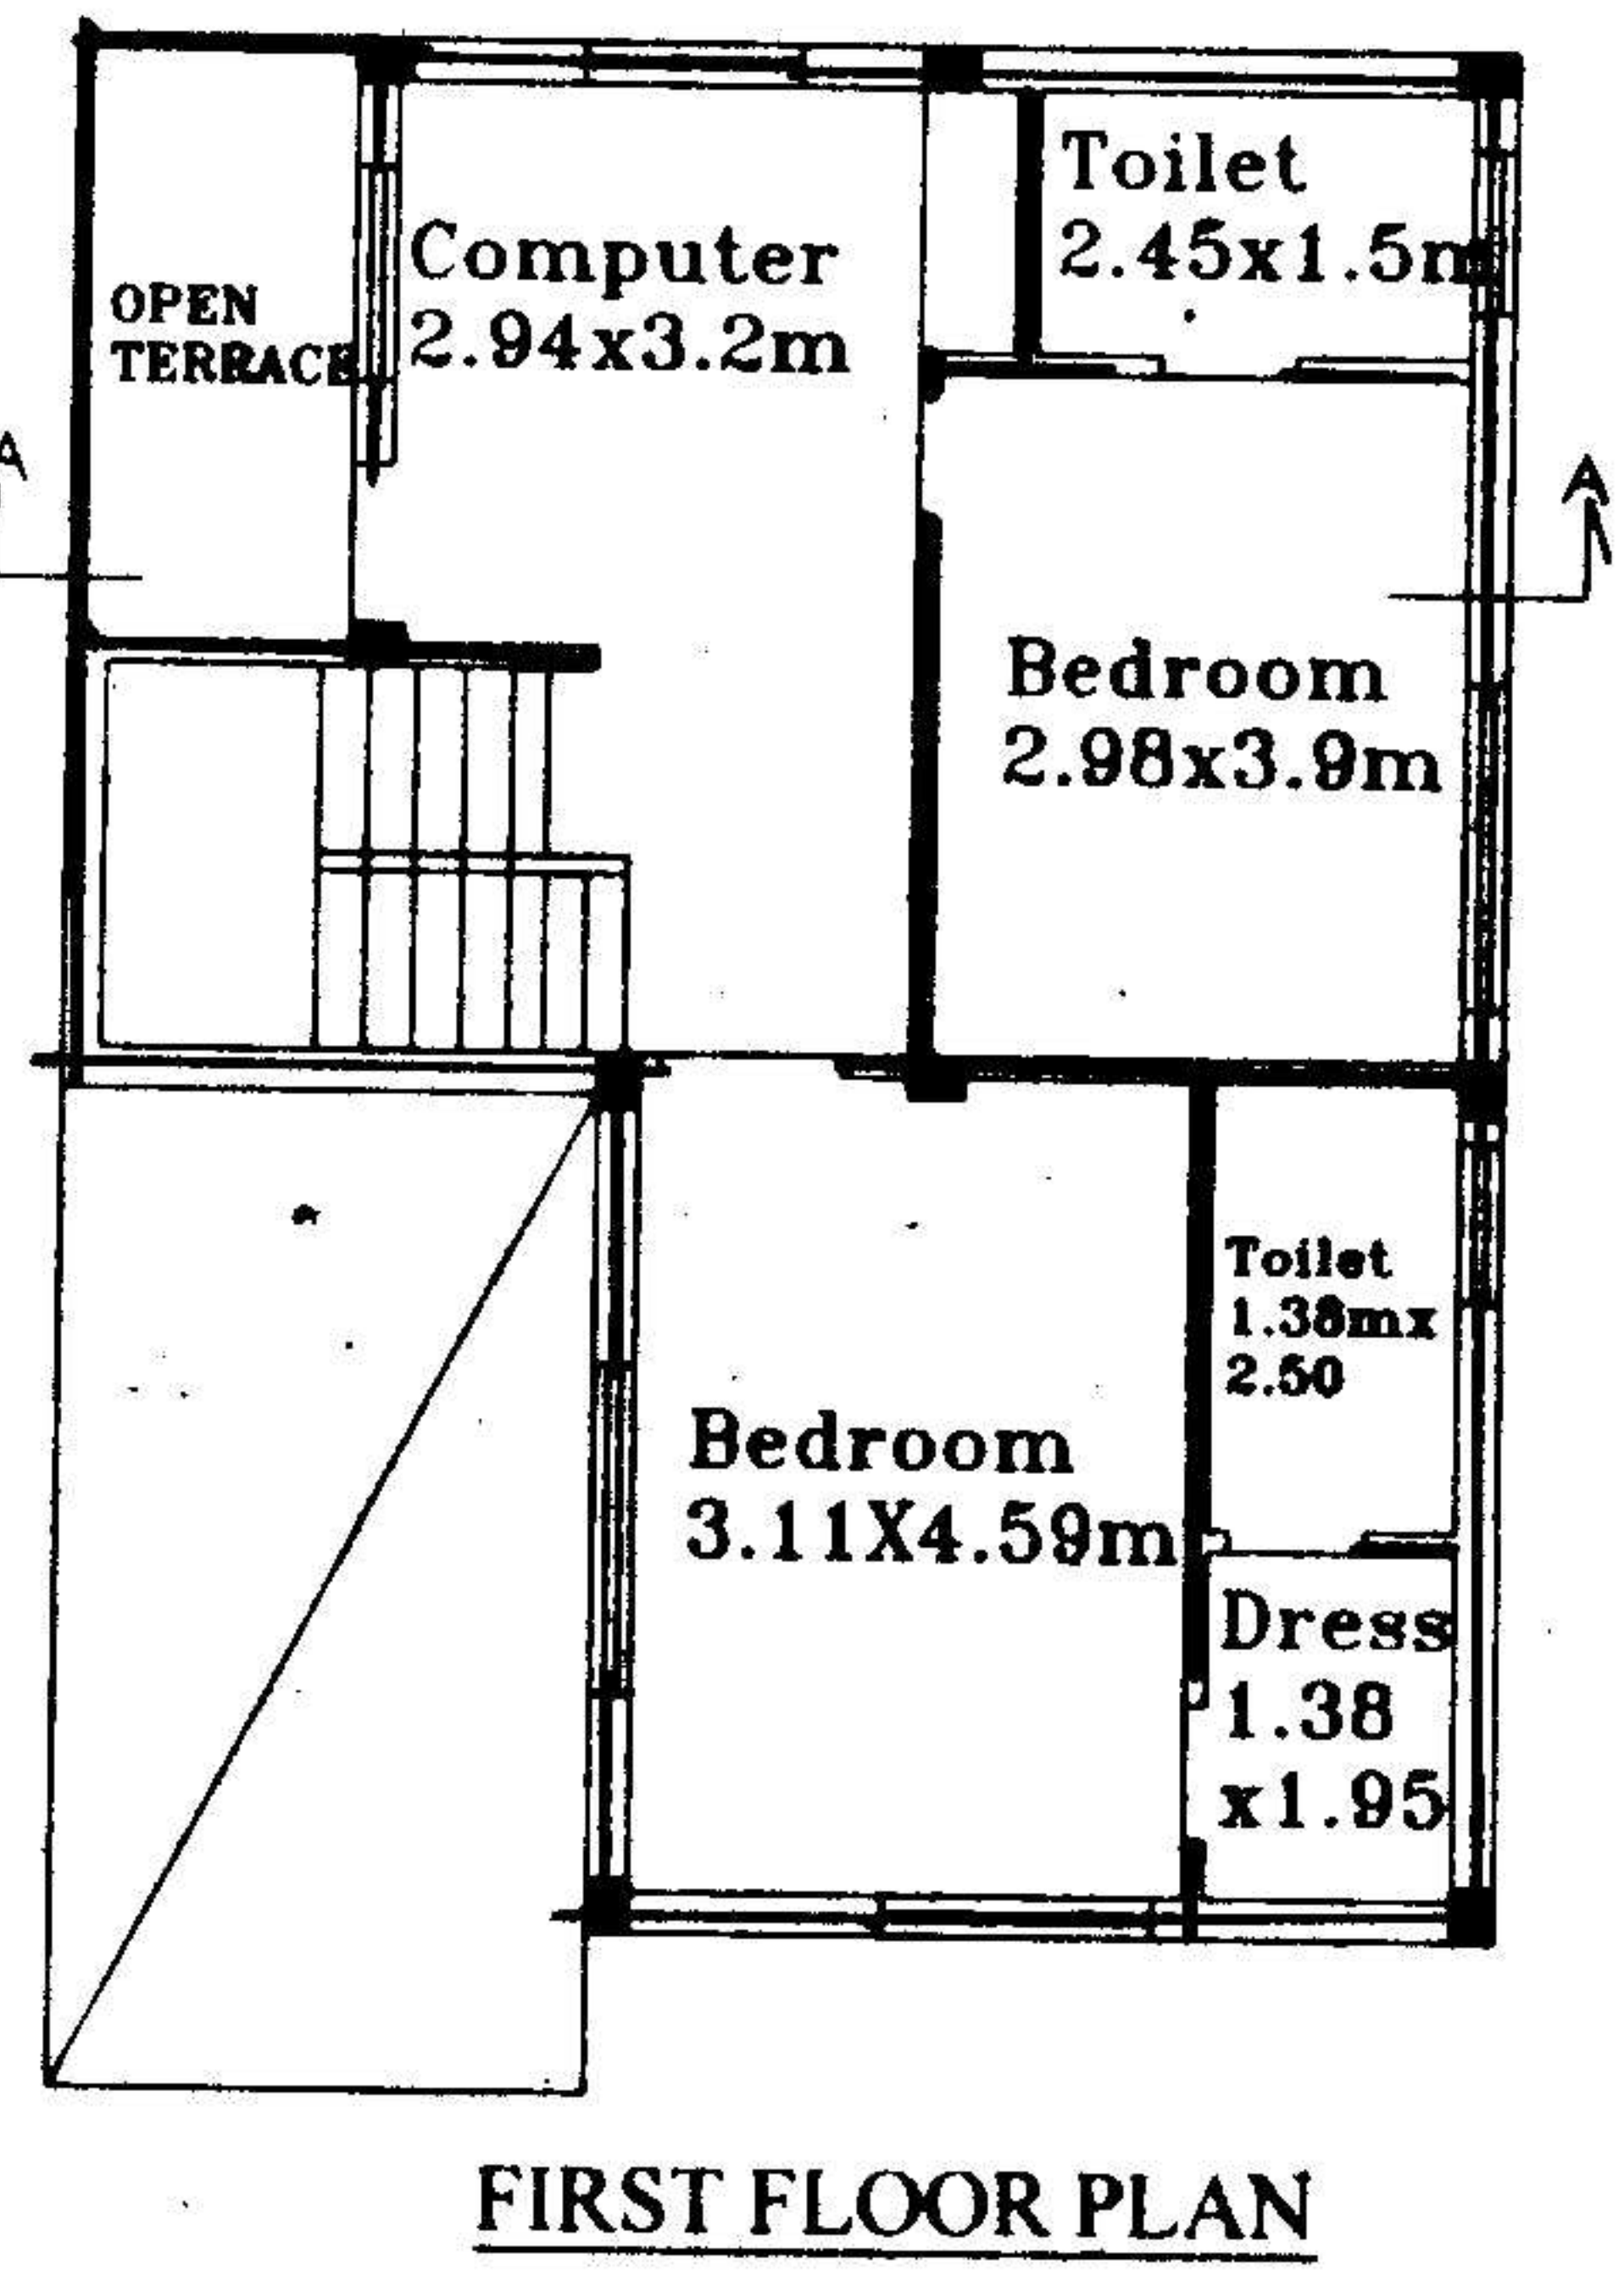 Toilet
2.45x1.5m
Computer
2.94x3.2m
OPEN
TERRACE
A
A
Bedroom
2.98x3.9m
Toilet
1.38mx
2.50
Bedroom
3.11X4.59m
Dress
1.38
x1.95
FIRST FLOOR PLAN